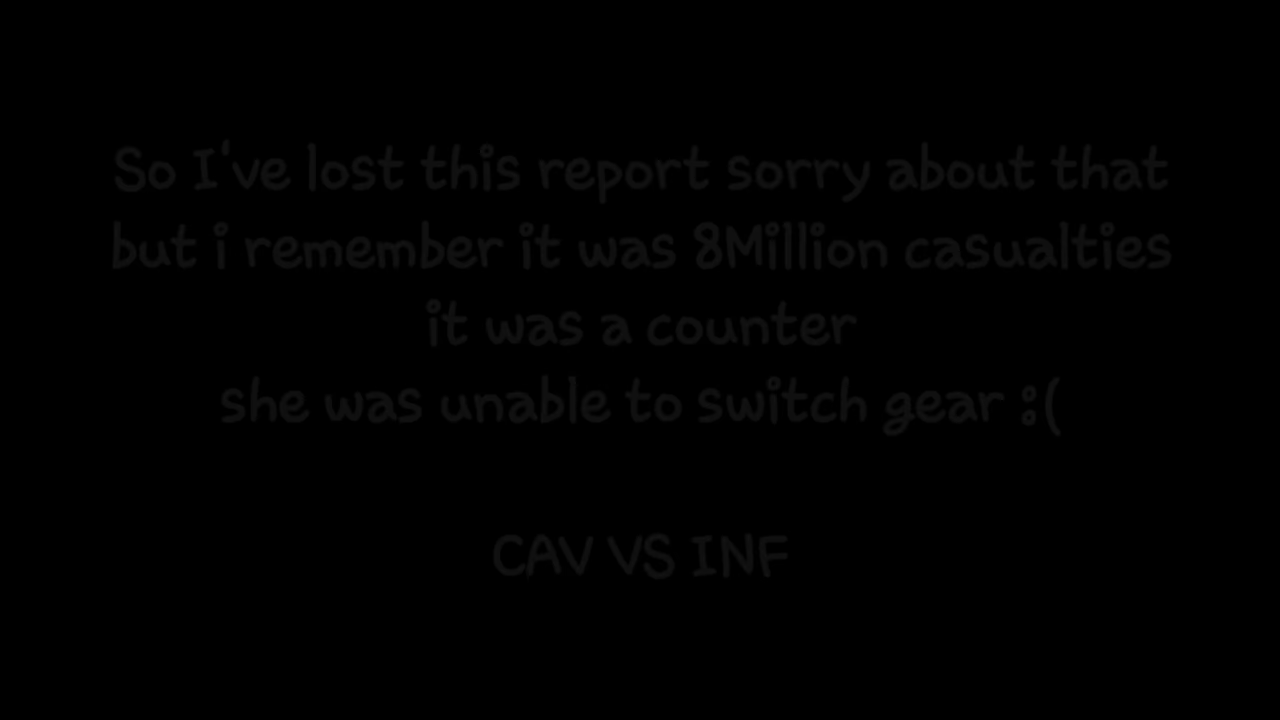 So I've lost this report sorry about that
but i remember it was 8Million casualties
it was a counter
she was unable to switch gear :(
CAV VS INF